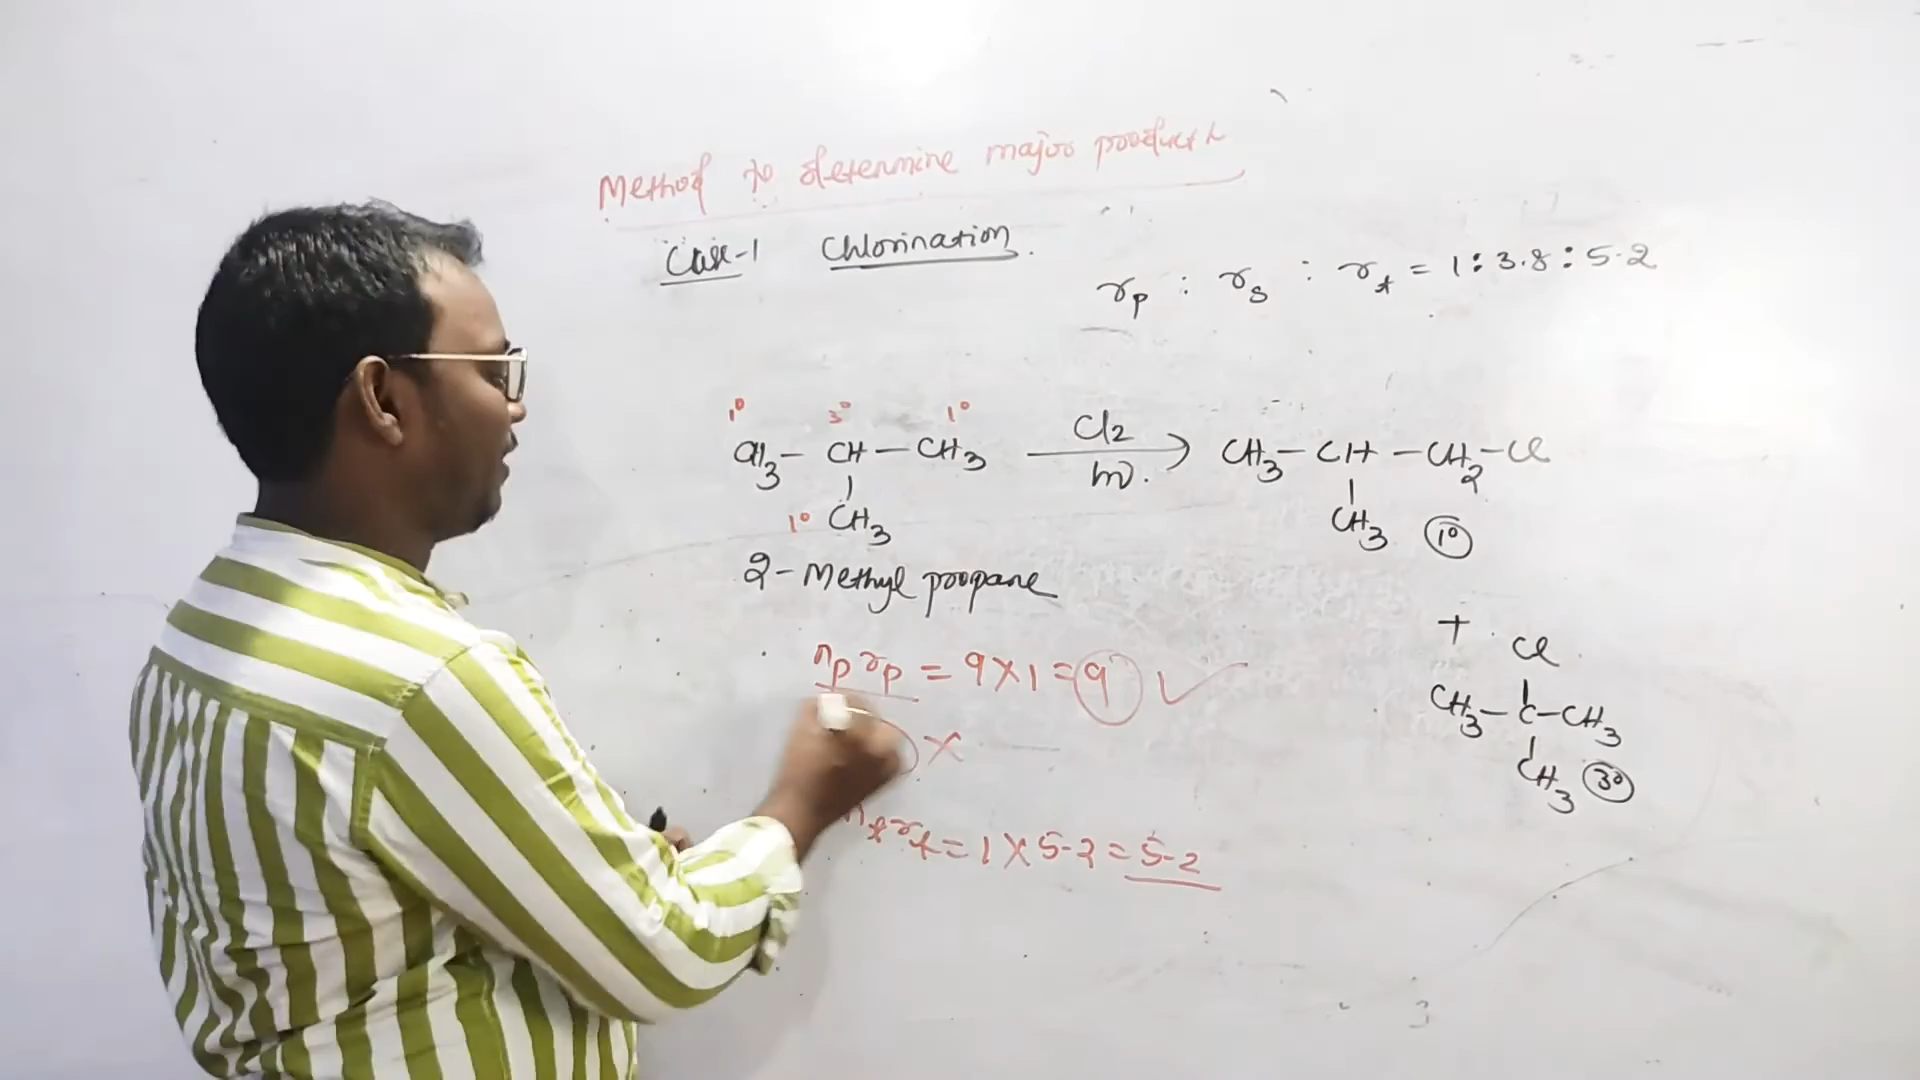 Method to determine major product
Case-1 Chlorination.
rp : rs : rt = 1 : 3.8 : 5.2
1° 3° 1°
CH3 - CH - CH3 Cl2 hν. CH3 - CH - CH2 - Cl
1° CH3 CH3 1°
2-Methyl propane
+ Cl
np rp = 9 × 1 = 9 ✓
CH3 - C - CH3
×
CH3 3°
nt rt = 1 × 5.2 = 5.2